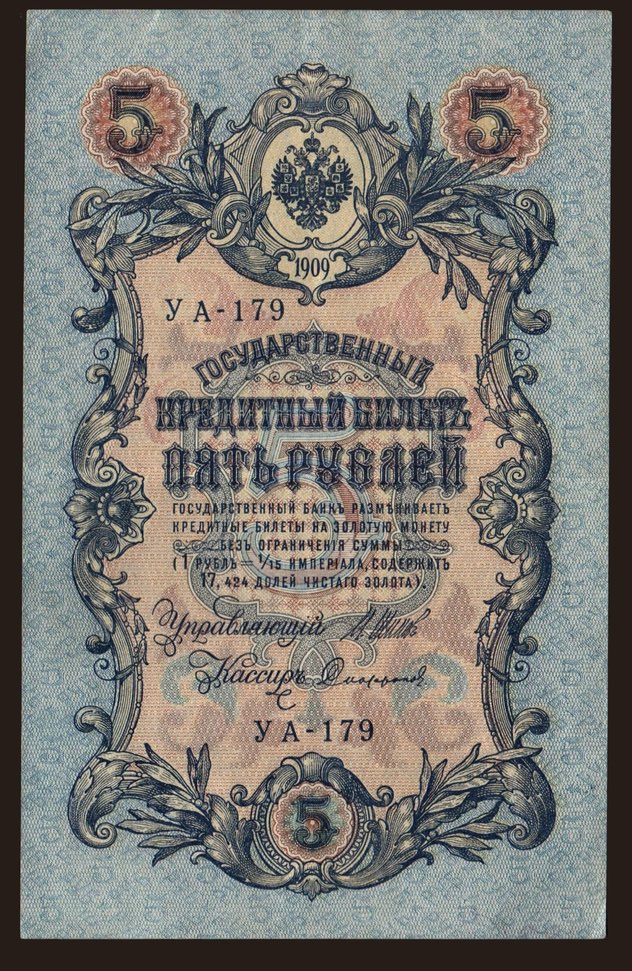 5 5
1909
УА-179
ГОСУДАРСТВЕННЫЙ
КРЕДИТНЫЙ БИЛЕТЪ
ПЯТЬ РУБЛЕЙ
ГОСУДАРСТВЕННЫЙ БАНКЪ РАЗМѢНИВАЕТЪ
КРЕДИТНЫЕ БИЛЕТЫ НА ЗОЛОТУЮ МОНЕТУ
БЕЗЪ ОГРАНИЧЕНІЯ СУММЫ
(1 РУБЛЬ = 1/15 ИМПЕРІАЛА, СОДЕРЖИТЪ
17,424 ДОЛЕЙ ЧИСТАГО ЗОЛОТА).
Управляющій
Кассиръ
УА-179
5